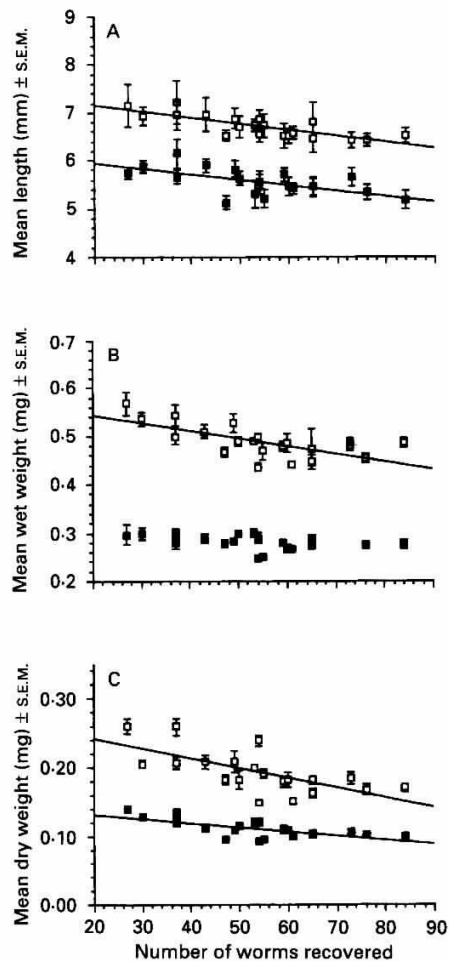 A
Mean length (mm) ± S.E.M.
9
8
7
6
5
4
B
Mean wet weight (mg) ± S.E.M.
0.7
0.6
0.5
0.4
0.3
0.2
C
Mean dry weight (mg) ± S.E.M.
0.30
0.20
0.10
0.00
20 30 40 50 60 70 80 90
Number of worms recovered